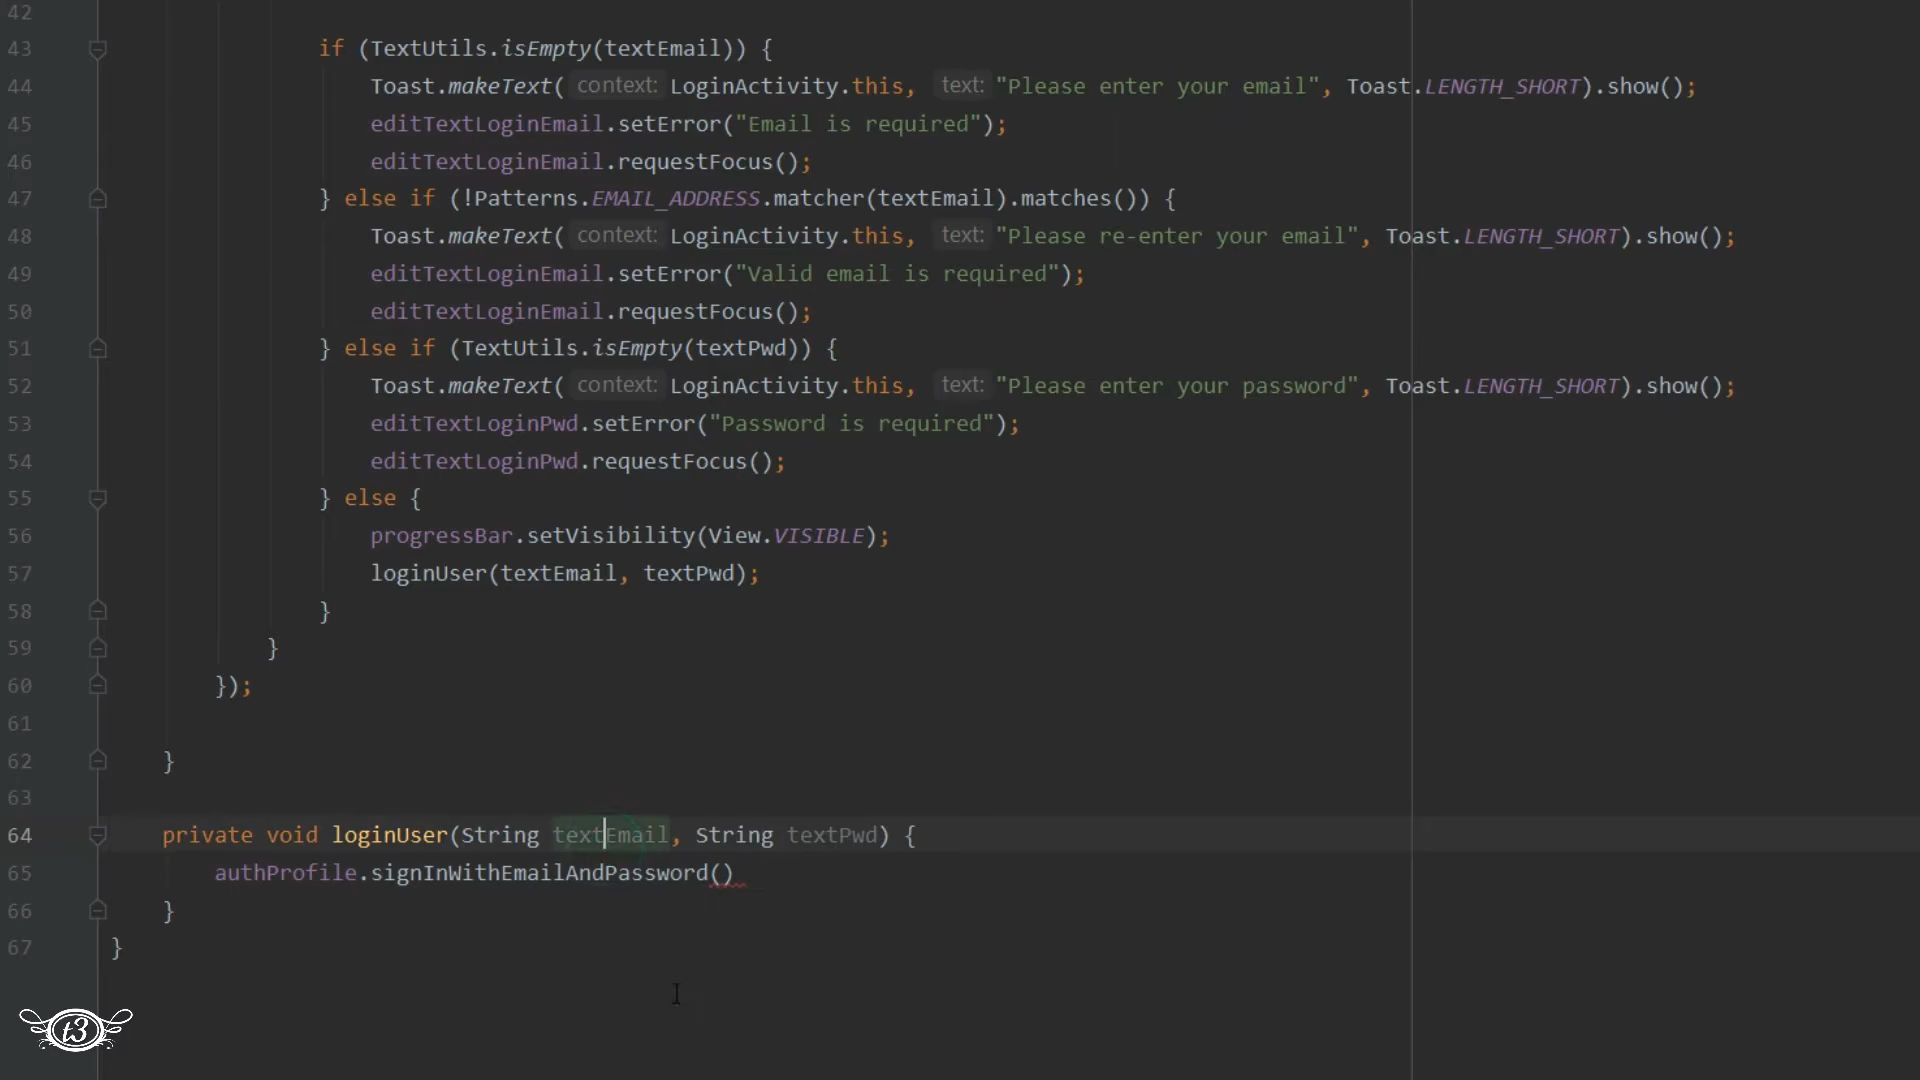 42
43 if (TextUtils.isEmpty(textEmail)) {
44 Toast.makeText( context: LoginActivity.this, text: "Please enter your email", Toast.LENGTH_SHORT).show();
45 editTextLoginEmail.setError("Email is required");
46 editTextLoginEmail.requestFocus();
47 } else if (!Patterns.EMAIL_ADDRESS.matcher(textEmail).matches()) {
48 Toast.makeText( context: LoginActivity.this, text: "Please re-enter your email", Toast.LENGTH_SHORT).show();
49 editTextLoginEmail.setError("Valid email is required");
50 editTextLoginEmail.requestFocus();
51 } else if (TextUtils.isEmpty(textPwd)) {
52 Toast.makeText( context: LoginActivity.this, text: "Please enter your password", Toast.LENGTH_SHORT).show();
53 editTextLoginPwd.setError("Password is required");
54 editTextLoginPwd.requestFocus();
55 } else {
56 progressBar.setVisibility(View.VISIBLE);
57 loginUser(textEmail, textPwd);
58 }
59 }
60 });
61
62 }
63
64 private void loginUser(String textEmail, String textPwd) {
65 authProfile.signInWithEmailAndPassword()
66 }
67 }
t3